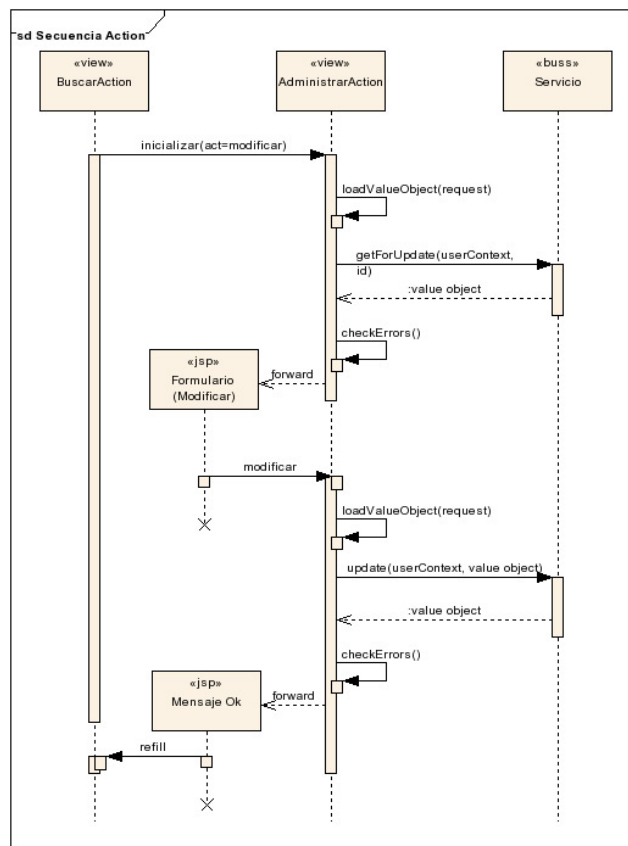 sd Secuencia Action
«view»
BuscarAction
«view»
AdministrarAction
«buss»
Servicio
inicializar(act=modificar)
loadValueObject(request)
getForUpdate(userContext,
id)
:value object
checkErrors()
«jsp»
Formulario
(Modificar)
forward
modificar
loadValueObject(request)
update(userContext, value object)
:value object
checkErrors()
«jsp»
Mensaje Ok
forward
refill